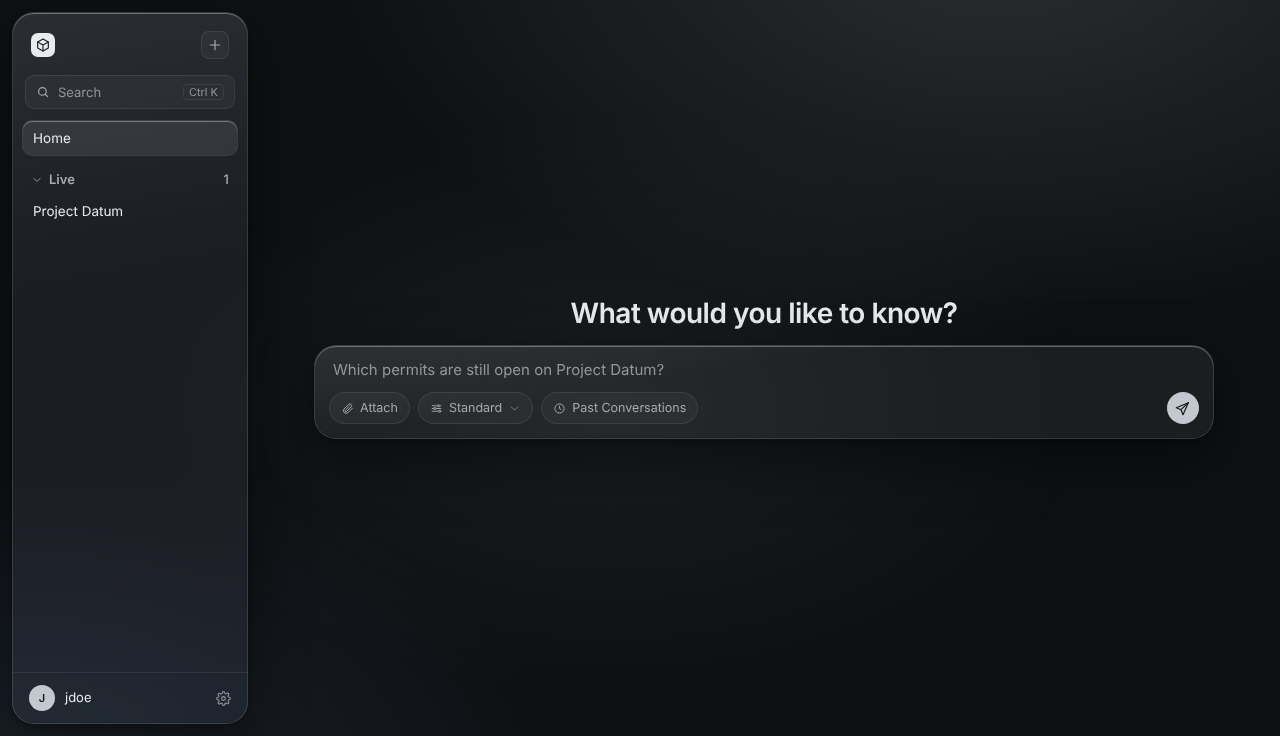 Search
Ctrl K
Home
Live
1
Project Datum
J
jdoe
What would you like to know?
Which permits are still open on Project Datum?
Attach
Standard
Past Conversations